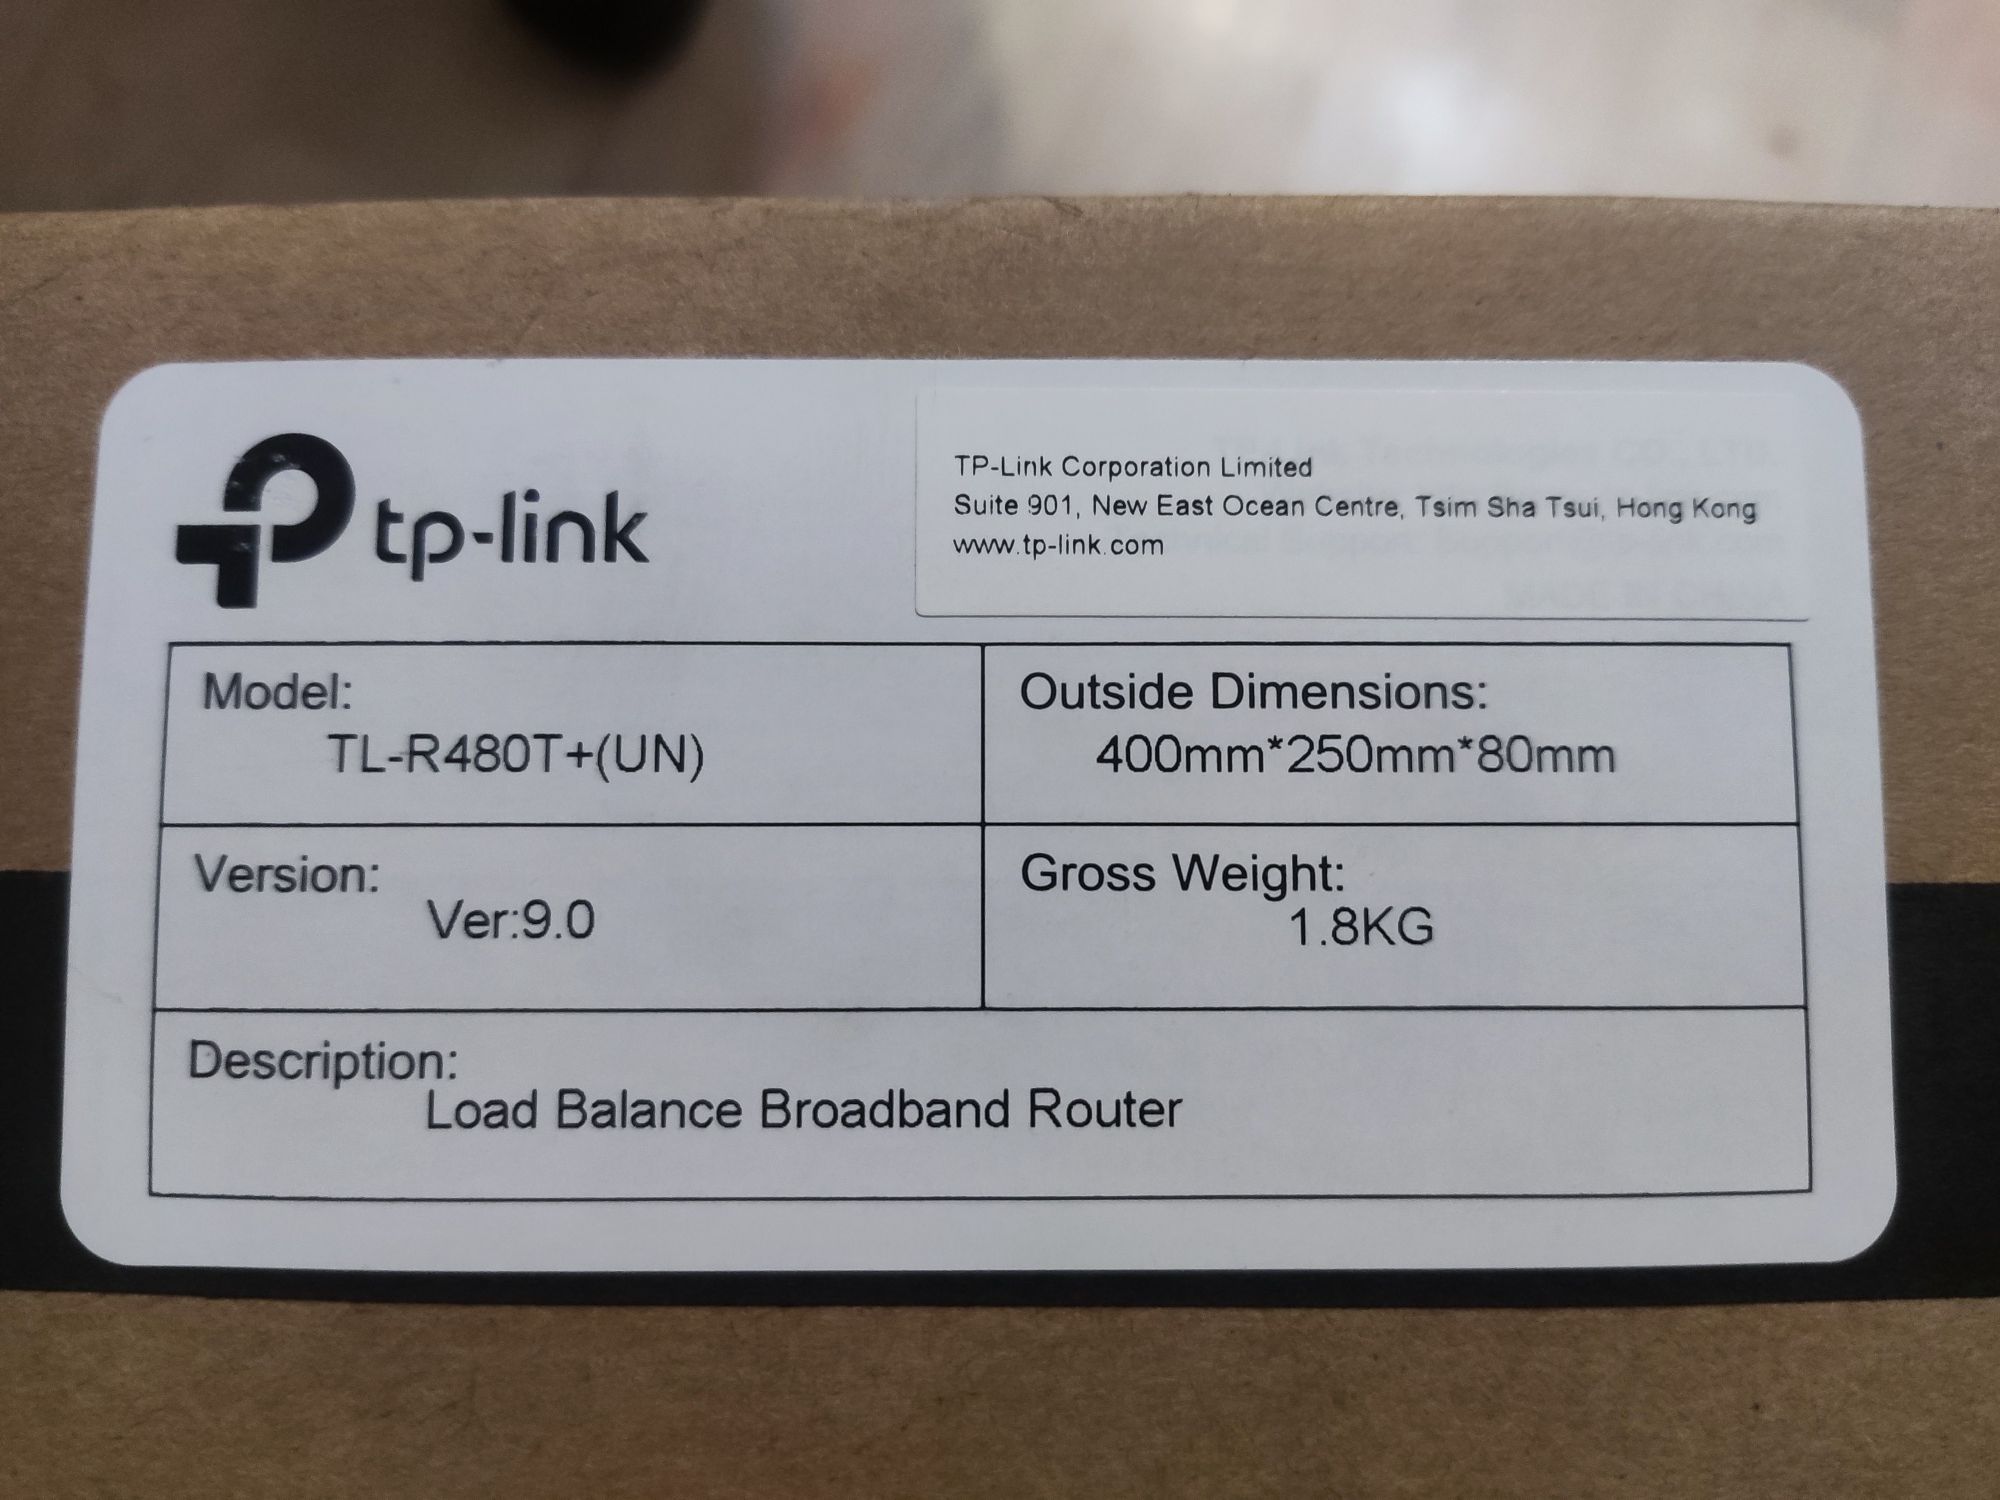 tp-link
TP-Link Corporation Limited
Suite 901, New East Ocean Centre, Tsim Sha Tsui, Hong Kong
www.tp-link.com
Model:
TL-R480T+(UN)
Outside Dimensions:
400mm*250mm*80mm
Version:
Ver:9.0
Gross Weight:
1.8KG
Description:
Load Balance Broadband Router